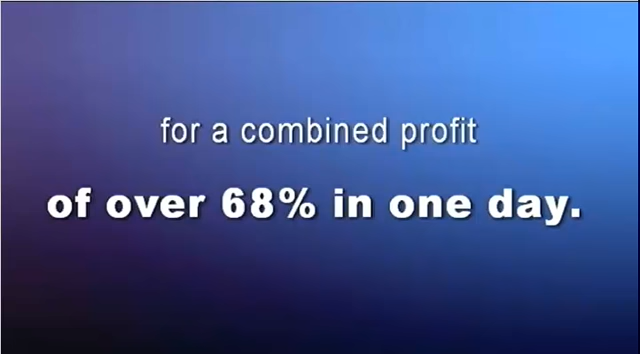 for a combined profit
of over 68% in one day.